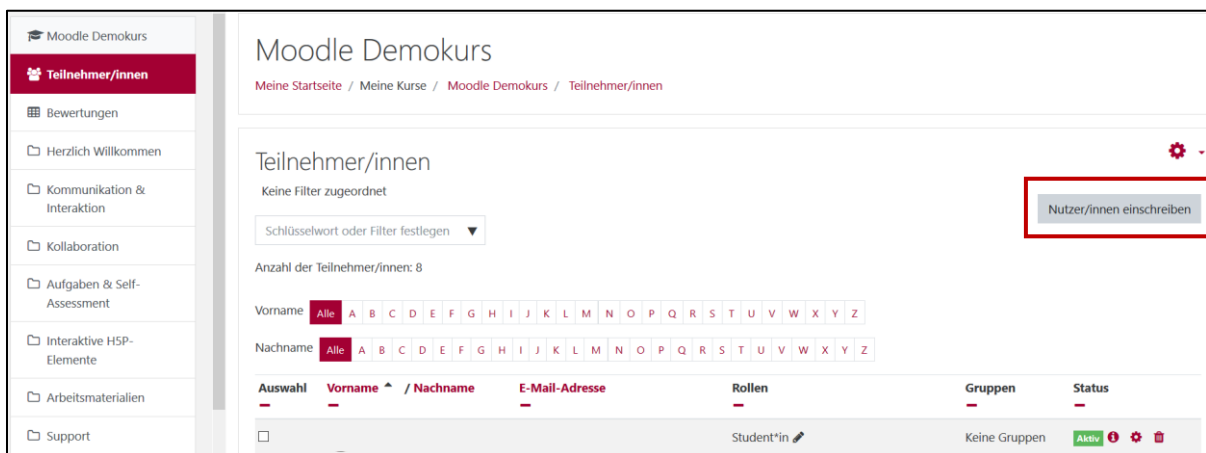 Moodle Demokurs
Teilnehmer/innen
Bewertungen
Herzlich Willkommen
Kommunikation &
Interaktion
Kollaboration
Aufgaben & Self-
Assessment
Interaktive H5P-
Elemente
Arbeitsmaterialien
Support
Moodle Demokurs
Meine Startseite / Meine Kurse / Moodle Demokurs / Teilnehmer/innen
Teilnehmer/innen
Keine Filter zugeordnet
Nutzer/innen einschreiben
Schlüsselwort oder Filter festlegen ▼
Anzahl der Teilnehmer/innen: 8
Vorname Alle A B C D E F G H I J K L M N O P Q R S T U V W X Y Z
Nachname Alle A B C D E F G H I J K L M N O P Q R S T U V W X Y Z
Auswahl Vorname / Nachname E-Mail-Adresse Rollen Gruppen Status
Student*in Keine Gruppen Aktiv